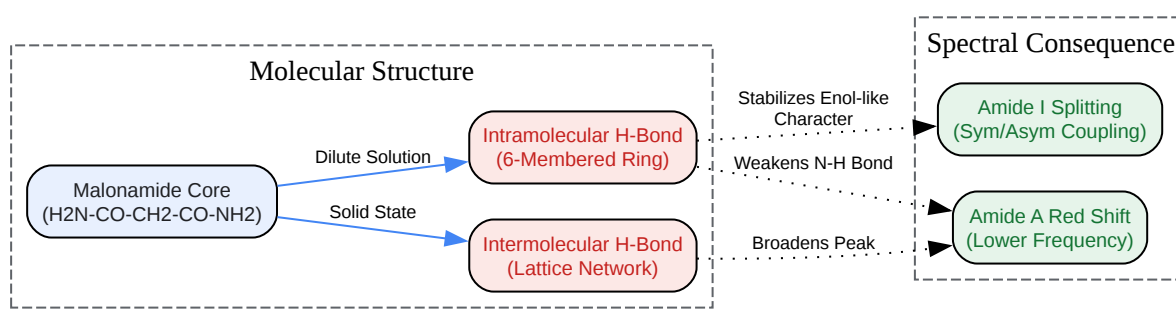 Molecular Structure
Malonamide Core
(H2N-CO-CH2-CO-NH2)
Dilute Solution
Solid State
Intramolecular H-Bond
(6-Membered Ring)
Intermolecular H-Bond
(Lattice Network)
Stabilizes Enol-like
Character
Weakens N-H Bond
Broadens Peak
Spectral Consequence
Amide I Splitting
(Sym/Asym Coupling)
Amide A Red Shift
(Lower Frequency)